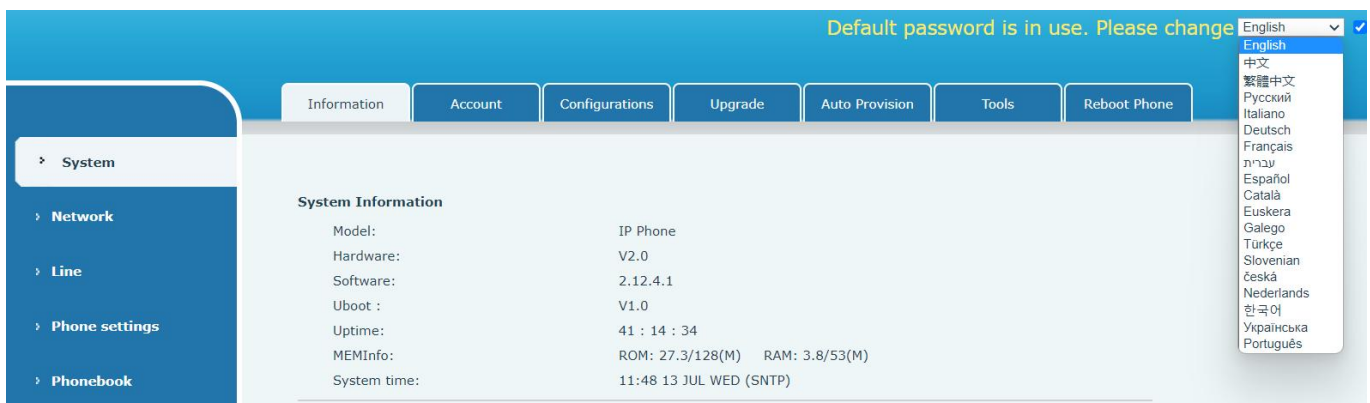 Default password is in use. Please change
English
English
中文
繁體中文
Русский
Italiano
Deutsch
Français
עברית
Español
Català
Euskera
Galego
Türkçe
Slovenian
česká
Nederlands
한국어
Українська
Português
Information
Account
Configurations
Upgrade
Auto Provision
Tools
Reboot Phone
› System
› Network
› Line
› Phone settings
› Phonebook
System Information
Model: IP Phone
Hardware: V2.0
Software: 2.12.4.1
Uboot : V1.0
Uptime: 41 : 14 : 34
MEMInfo: ROM: 27.3/128(M) RAM: 3.8/53(M)
System time: 11:48 13 JUL WED (SNTP)